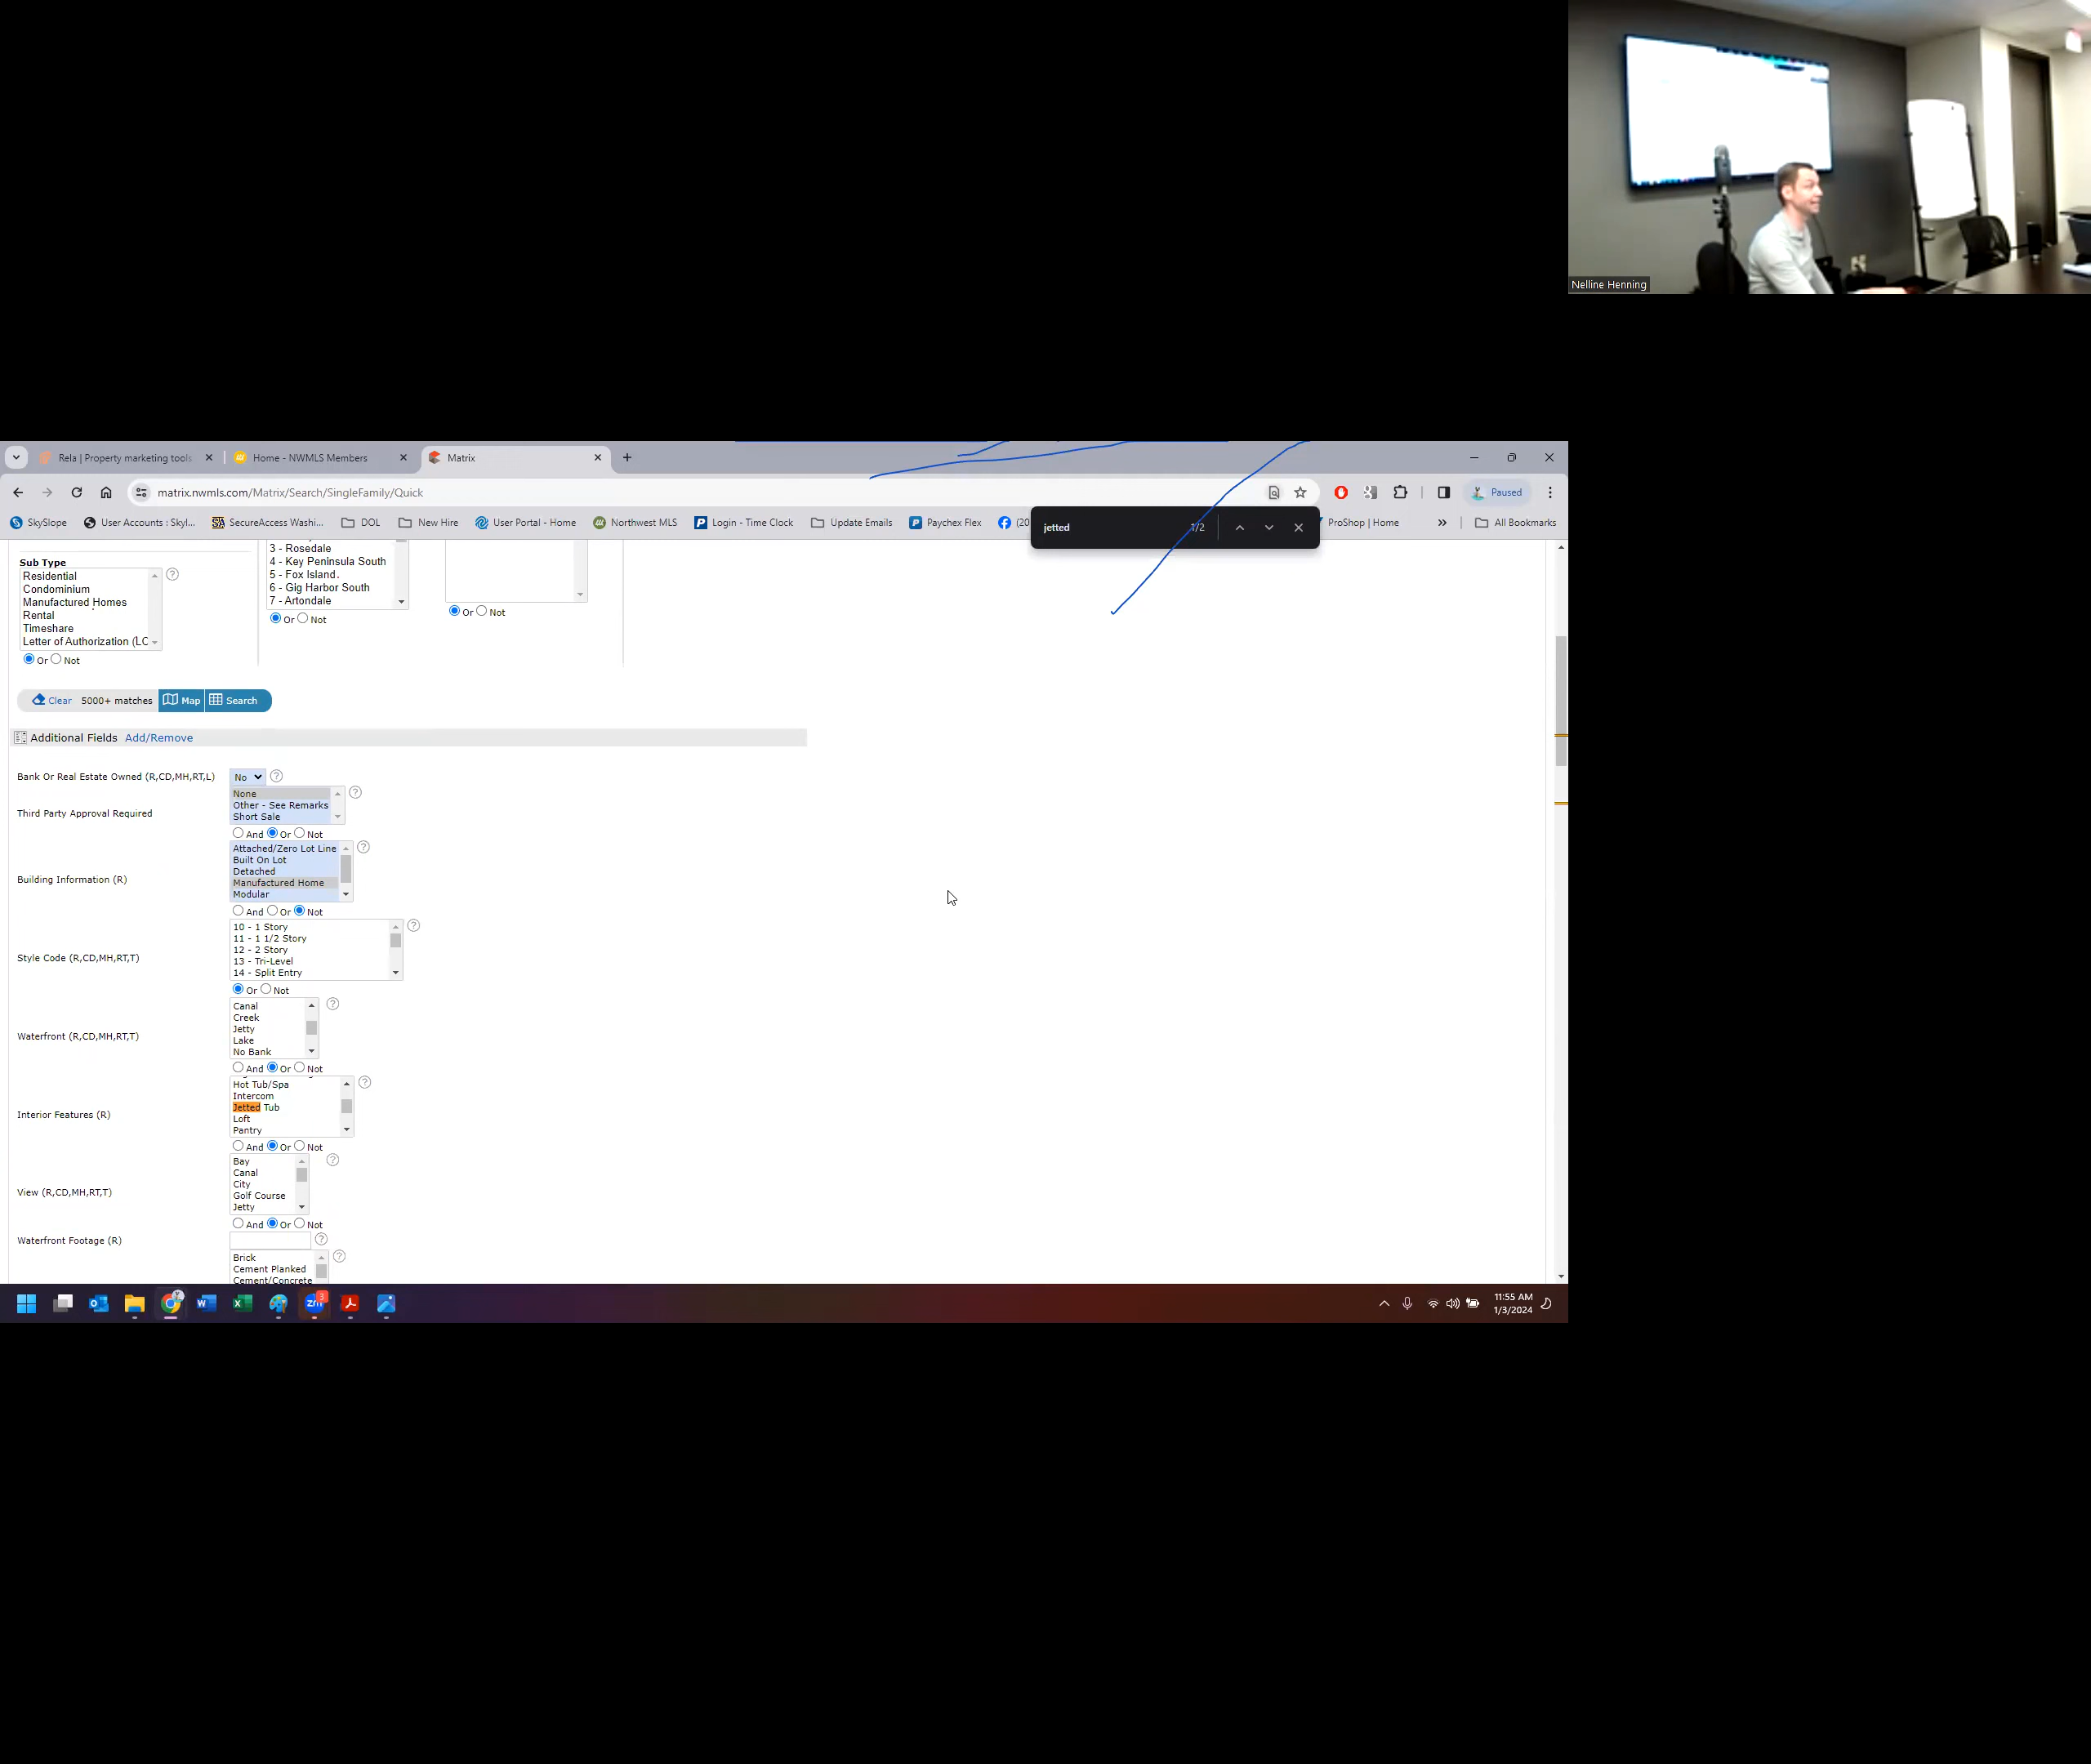 Nelline Henning
Rela | Property marketing tools
Home - NWMLS Members
Matrix
matrix.nwmls.com/Matrix/Search/SingleFamily/Quick
Paused
SkySlope
User Accounts : Skyl...
SecureAccess Washi...
DOL
New Hire
User Portal - Home
Northwest MLS
Login - Time Clock
Update Emails
Paychex Flex
(20
ProShop | Home
All Bookmarks
jetted 1/2
Sub Type
Residential
Condominium
Manufactured Homes
Rental
Timeshare
Letter of Authorization (LC
Or Not
3 - Rosedale
4 - Key Peninsula South
5 - Fox Island
6 - Gig Harbor South
7 - Artondale
Or Not
Or Not
Clear 5000+ matches Map Search
Additional Fields Add/Remove
Bank Or Real Estate Owned (R,CD,MH,RT,L) No
Third Party Approval Required
None
Other - See Remarks
Short Sale
And Or Not
Building Information (R)
Attached/Zero Lot Line
Built On Lot
Detached
Manufactured Home
Modular
And Or Not
Style Code (R,CD,MH,RT,T)
10 - 1 Story
11 - 1 1/2 Story
12 - 2 Story
13 - Tri-Level
14 - Split Entry
Or Not
Waterfront (R,CD,MH,RT,T)
Canal
Creek
Jetty
Lake
No Bank
And Or Not
Interior Features (R)
Hot Tub/Spa
Intercom
Jetted Tub
Loft
Pantry
And Or Not
View (R,CD,MH,RT,T)
Bay
Canal
City
Golf Course
Jetty
And Or Not
Waterfront Footage (R)
Brick
Cement Planked
Cement/Concrete
zm
3
11:55 AM
1/3/2024